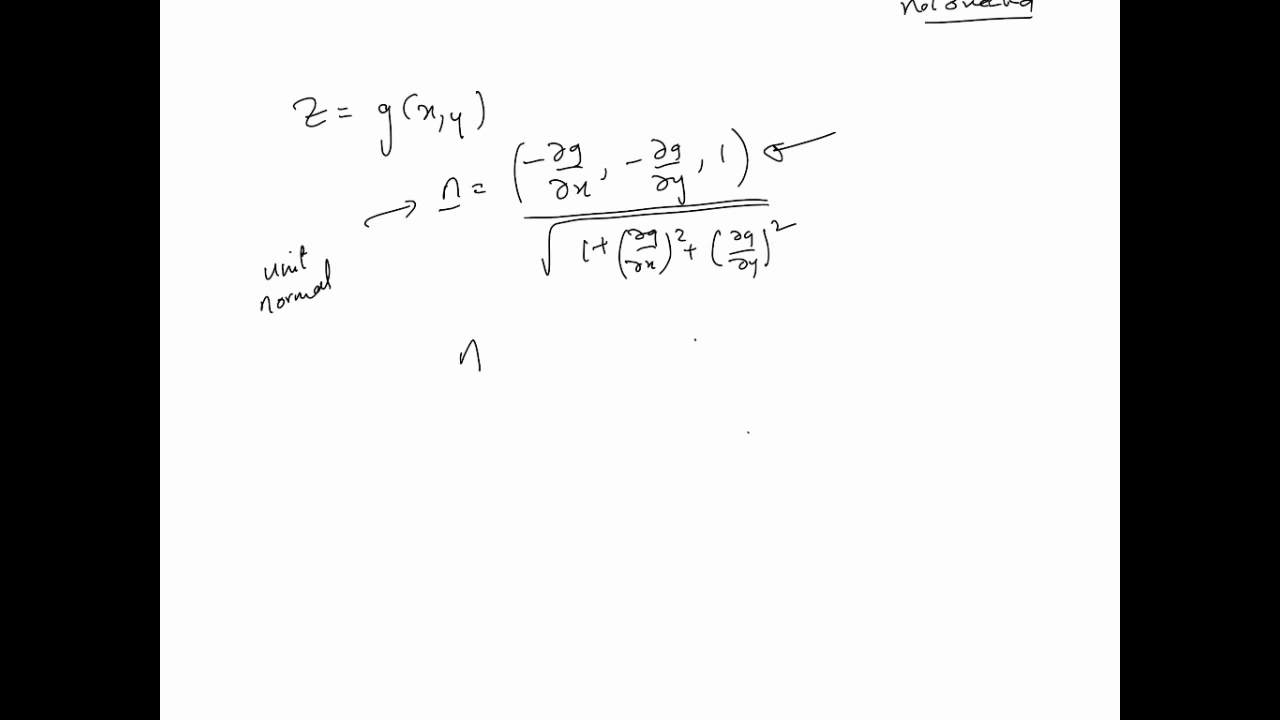 z = g(x,y)
n = (-∂g/∂x, -∂g/∂y, 1) / √(1+(∂g/∂x)²+(∂g/∂y)²)
unit
normal
n